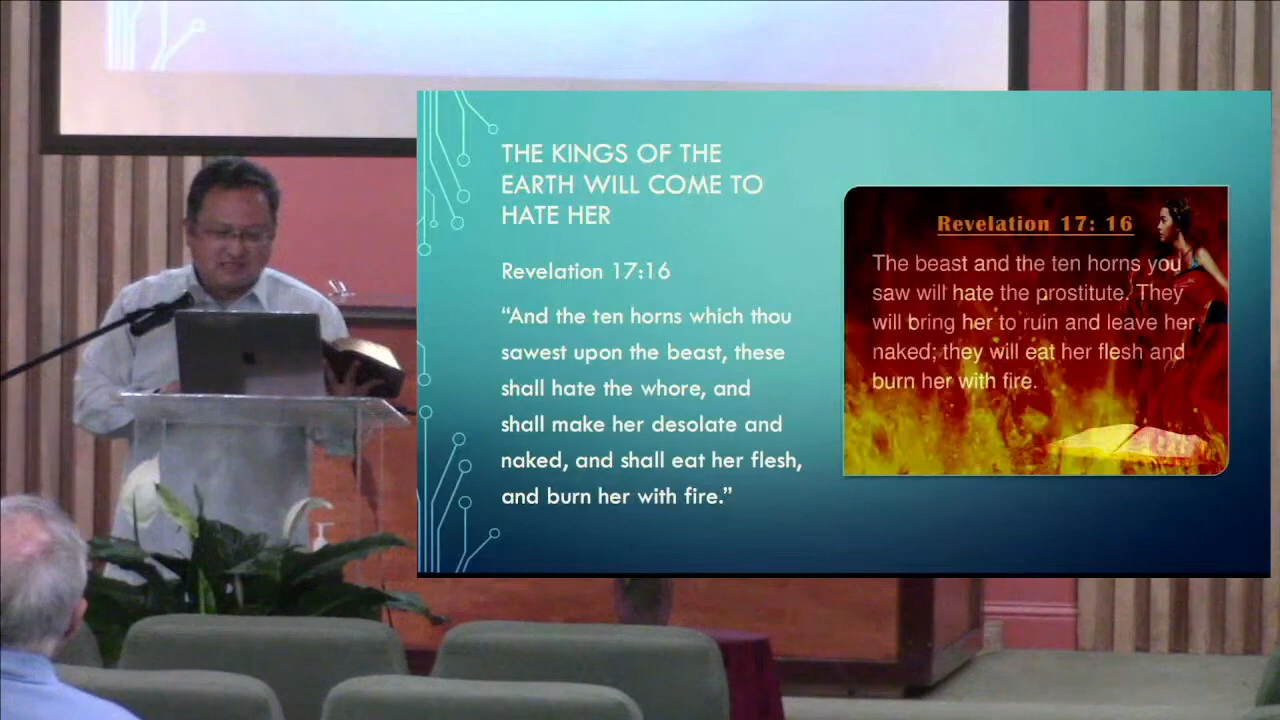 THE KINGS OF THE
EARTH WILL COME TO
HATE HER
Revelation 17:16
“And the ten horns which thou
sawest upon the beast, these
shall hate the whore, and
shall make her desolate and
naked, and shall eat her flesh,
and burn her with fire.”
Revelation 17: 16
The beast and the ten horns you
saw will hate the prostitute. They
will bring her to ruin and leave her
naked; they will eat her flesh and
burn her with fire.